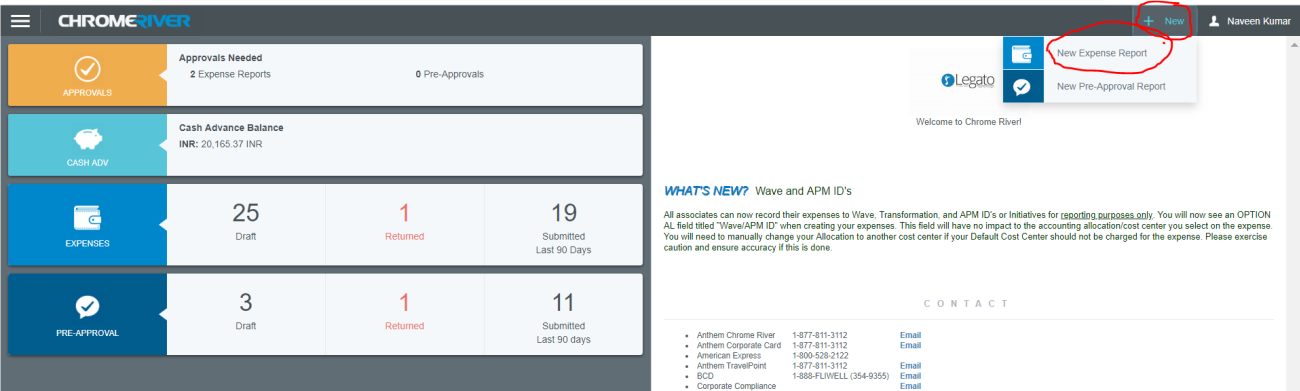 CHROMERIVER
+ New
Naveen Kumar
New Expense Report
New Pre-Approval Report
APPROVALS
Approvals Needed
2 Expense Reports
0 Pre-Approvals
CASH ADV
Cash Advance Balance
INR: 20,165.37 INR
EXPENSES
25
Draft
1
Returned
19
Submitted
Last 90 Days
PRE-APPROVAL
3
Draft
1
Returned
11
Submitted
Last 90 days
Legato
Welcome to Chrome River!
WHAT'S NEW? Wave and APM ID's
All associates can now record their expenses to Wave, Transformation, and APM ID's or Initiatives for reporting purposes only. You will now see an OPTION
AL field titled "Wave/APM ID" when creating your expenses. This field will have no impact to the accounting allocation/cost center you select on the expense.
You will need to manually change your Allocation to another cost center if your Default Cost Center should not be charged for the expense. Please exercise
caution and ensure accuracy if this is done.
CONTACT
• Anthem Chrome River 1-877-811-3112 Email
• Anthem Corporate Card 1-877-811-3112 Email
• American Express 1-800-528-2122
• Anthem TravelPoint 1-877-811-3112 Email
• BCD 1-888-FLIWELL (354-9355) Email
• Corporate Compliance Email